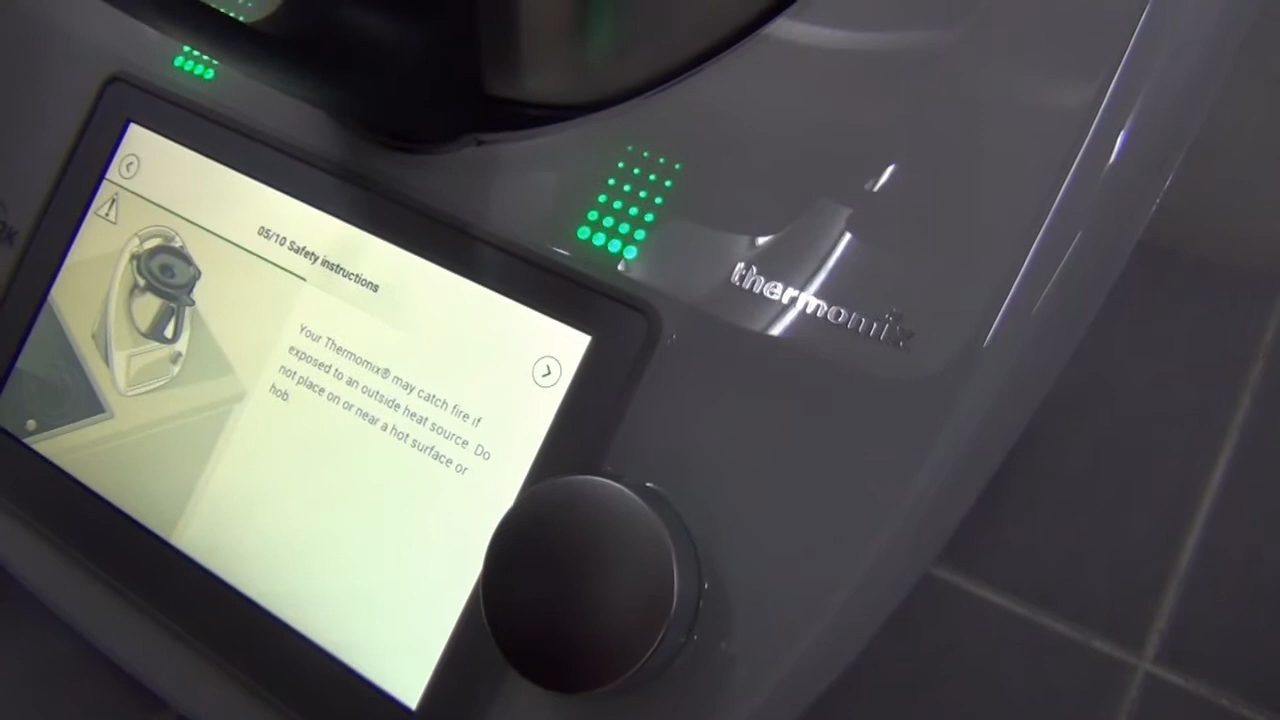 05/10 Safety instructions
Your Thermomix® may catch fire if
exposed to an outside heat source. Do
not place on or near a hot surface or
hob.
thermomix